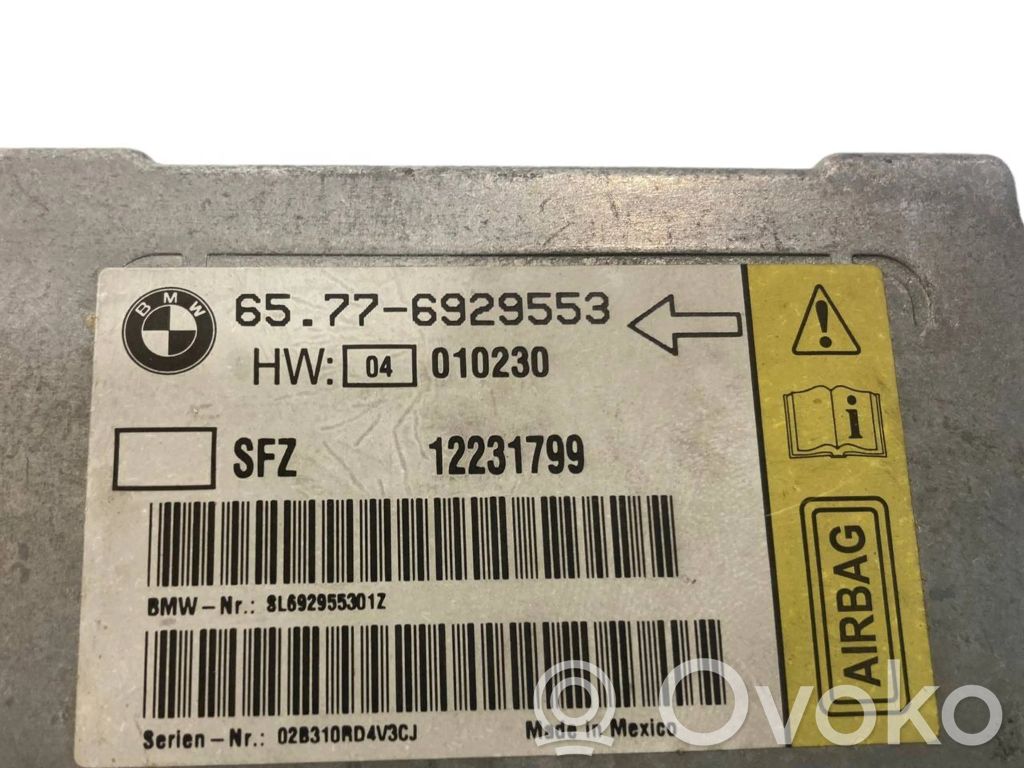 BMW
65.77-6929553
HW: 04 010230
SFZ 12231799
BMW-Nr.: SL692955301Z
Serien-Nr.: 02B310RD4V3CJ
Made in Mexico
i
AIRBAG
Ovoko